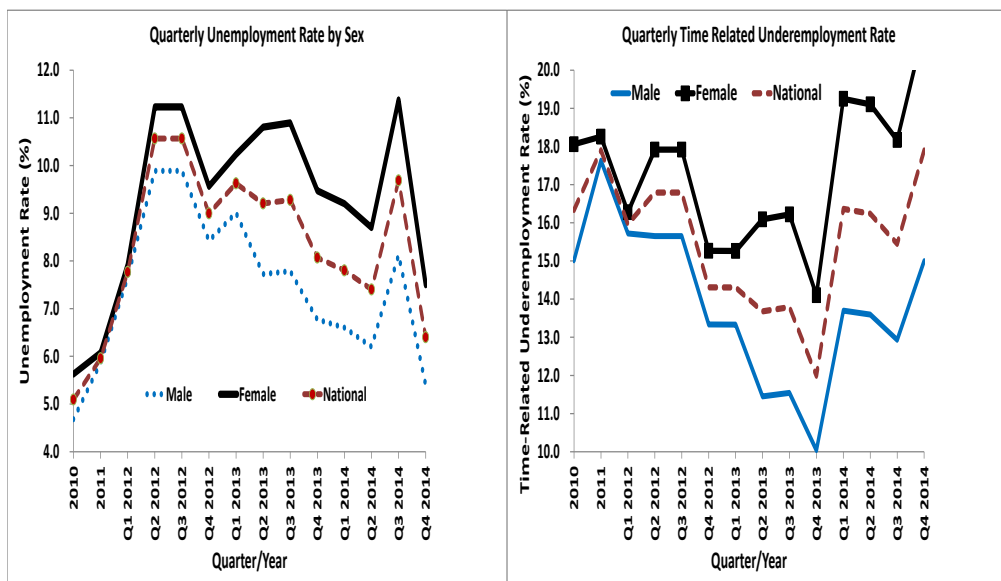 Quarterly Unemployment Rate by Sex
Unemployment Rate (%)
12.0
11.0
10.0
9.0
8.0
7.0
6.0
5.0
4.0
Male Female National
2010
2011
Q1 2012
Q2 2012
Q3 2012
Q4 2012
Q1 2013
Q2 2013
Q3 2013
Q4 2013
Q1 2014
Q2 2014
Q3 2014
Q4 2014
Quarter/Year
Quarterly Time Related Underemployment Rate
Time-Related Underemployment Rate (%)
20.0
19.0
18.0
17.0
16.0
15.0
14.0
13.0
12.0
11.0
10.0
Male Female National
2010
2011
Q1 2012
Q2 2012
Q3 2012
Q4 2012
Q1 2013
Q2 2013
Q3 2013
Q4 2013
Q1 2014
Q2 2014
Q3 2014
Q4 2014
Quarter/Year